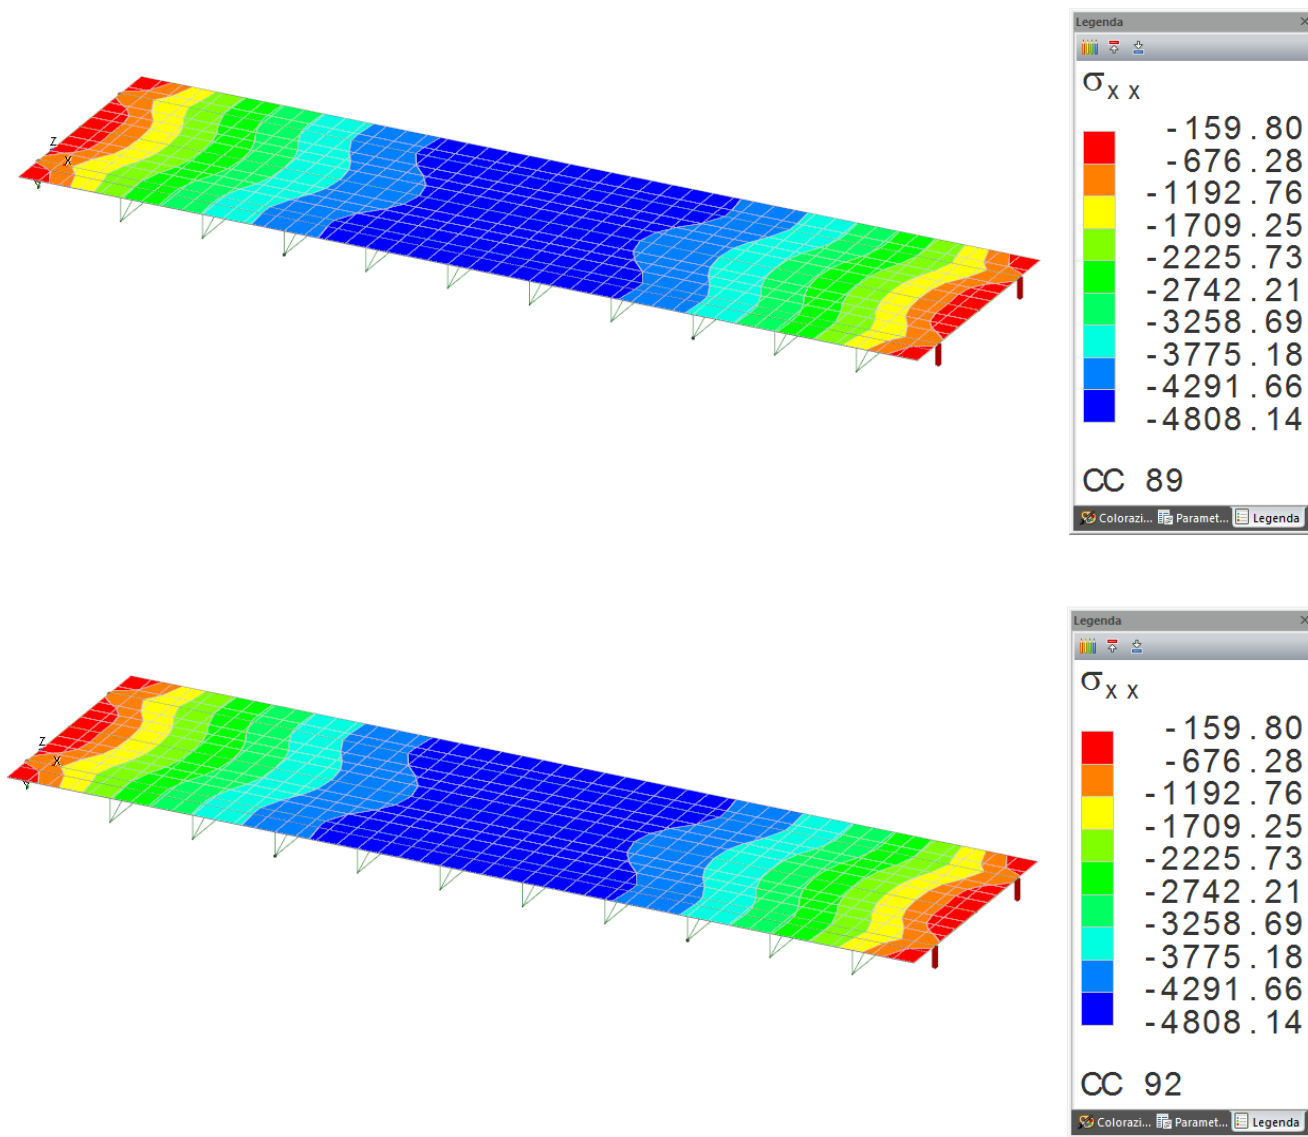 Legenda
σx x
-159.80
-676.28
-1192.76
-1709.25
-2225.73
-2742.21
-3258.69
-3775.18
-4291.66
-4808.14
CC 89
Colorazi... Paramet... Legenda
Z
X
Y
Legenda
σx x
-159.80
-676.28
-1192.76
-1709.25
-2225.73
-2742.21
-3258.69
-3775.18
-4291.66
-4808.14
CC 92
Colorazi... Paramet... Legenda
Z
X
Y